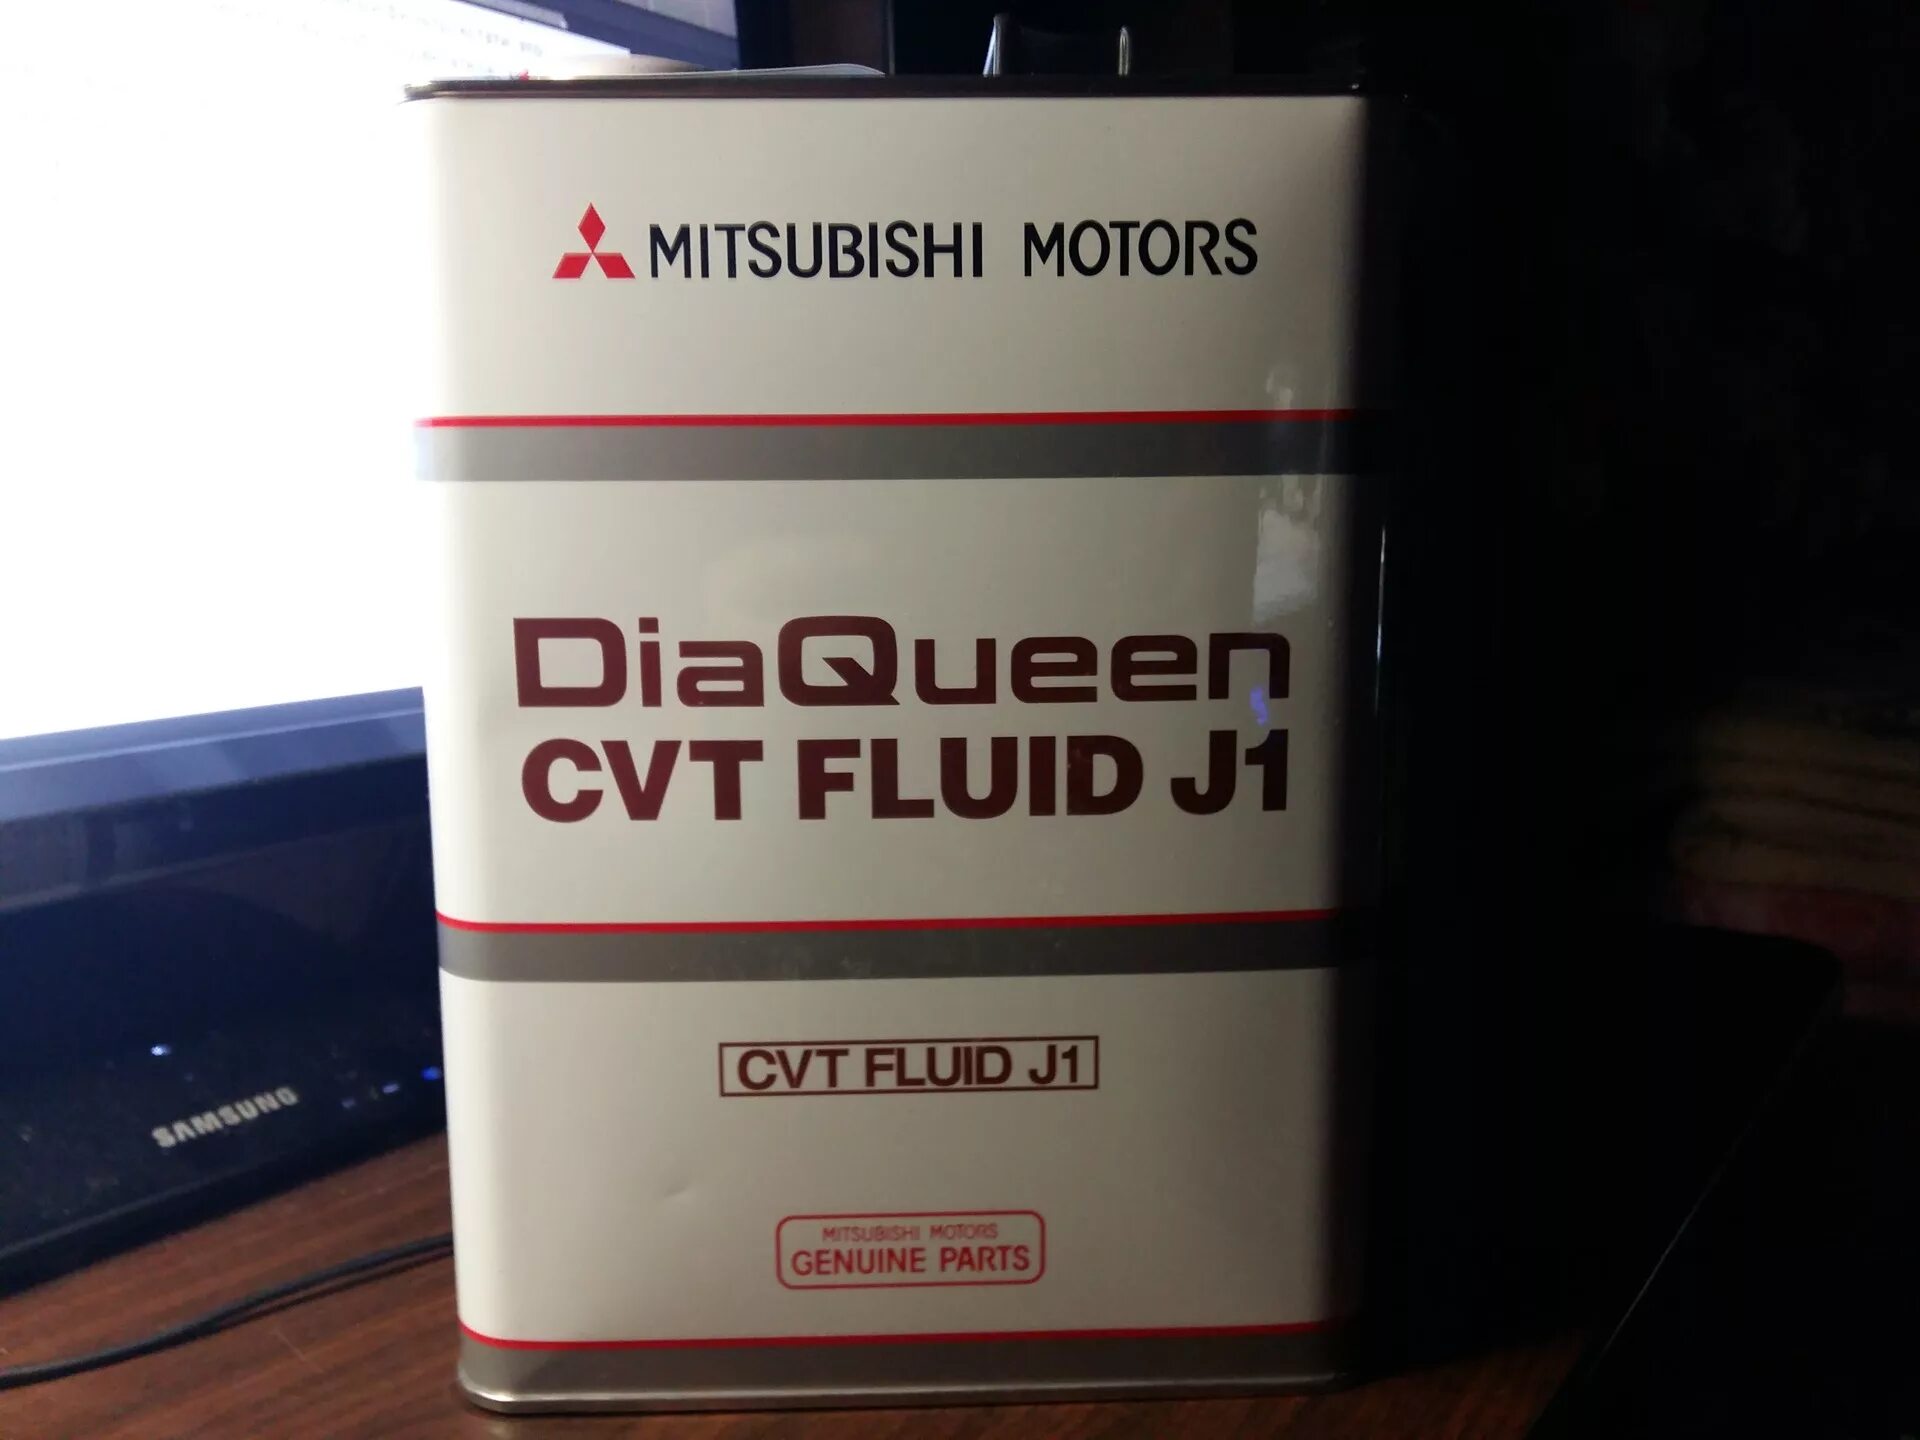 MITSUBISHI MOTORS
DiaQueen
CVT FLUID J1
CVT FLUID J1
MITSUBISHI MOTORS
GENUINE PARTS
SAMSUNG